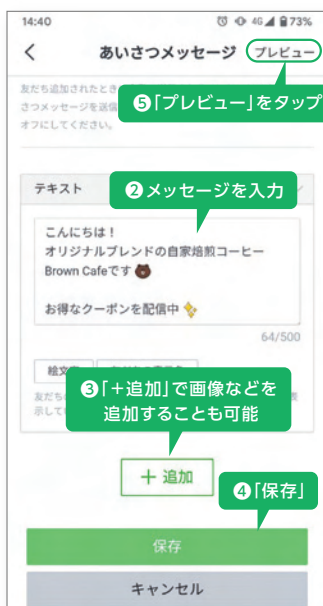 14:40
4G 73%
あいさつメッセージ プレビュー
友だち追加されたとき
さつメッセージを送信
オフにしてください。
❺「プレビュー」をタップ
テキスト
❷メッセージを入力
こんにちは！
オリジナルブレンドの自家焙煎コーヒー
Brown Cafeです
お得なクーポンを配信中
64/500
絵文
友だち
示してい
❸「＋追加」で画像などを
追加することも可能
＋ 追加
❹「保存」
保存
キャンセル